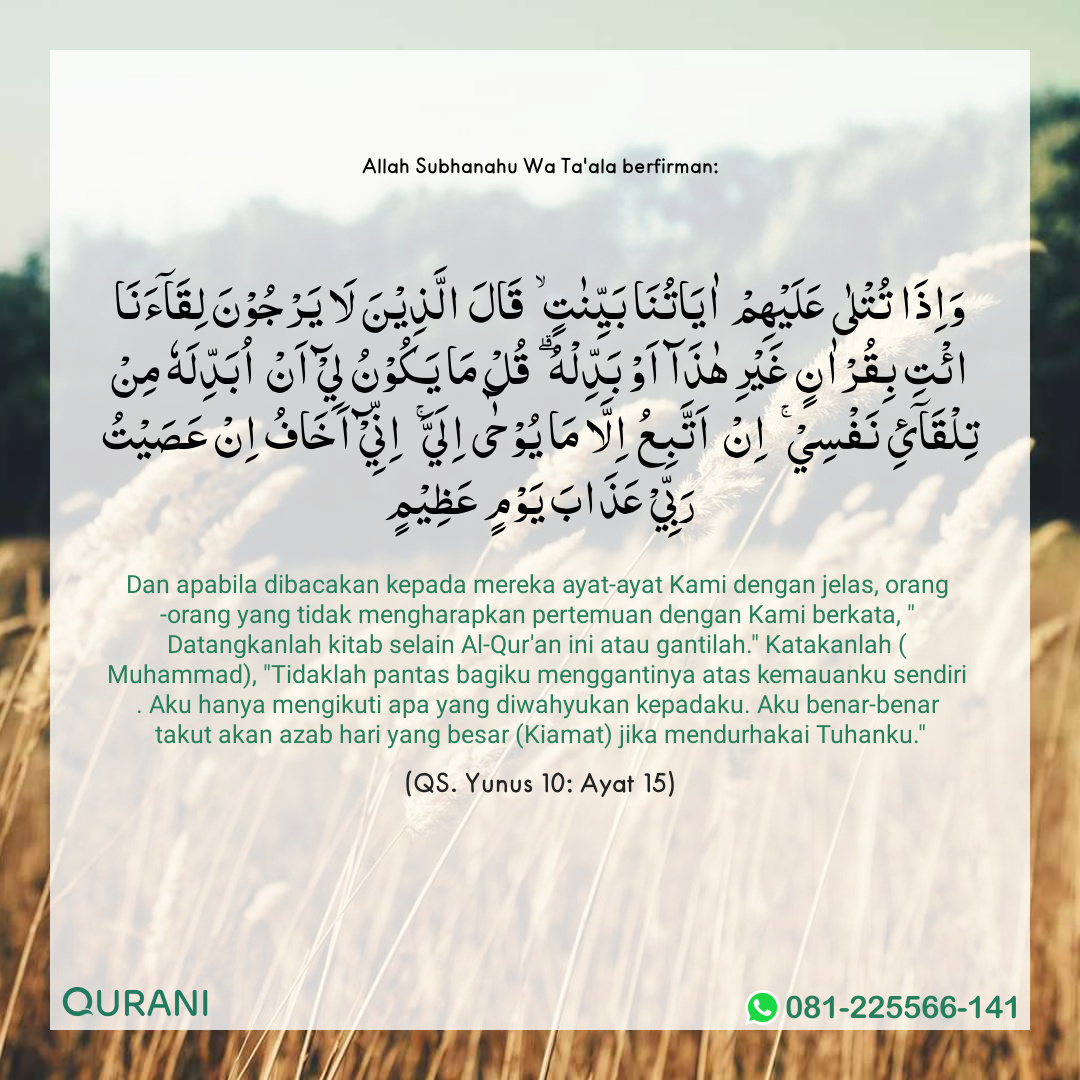 Allah Subhanahu Wa Ta'ala berfirman:
وَاِذَا تُتْلٰى عَلَيْهِمْ اٰيَاتُنَا بَيِّنٰتٍ ۙ قَالَ الَّذِيْنَ لَا يَرْجُوْنَ لِقَآءَنَا
ائْتِ بِقُرْاٰنٍ غَيْرِ هٰذَاۤ اَوْ بَدِّلْهُ ۗ قُلْ مَا يَكُوْنُ لِيْۤ اَنْ اُبَدِّلَهٗ مِنْ
تِلْقَآئِ نَفْسِيْ ۚ اِنْ اَتَّبِعُ اِلَّا مَا يُوْحٰۤى اِلَيَّ ۚ اِنِّيْۤ اَخَافُ اِنْ عَصَيْتُ
رَبِّيْ عَذَابَ يَوْمٍ عَظِيْمٍ
Dan apabila dibacakan kepada mereka ayat-ayat Kami dengan jelas, orang
-orang yang tidak mengharapkan pertemuan dengan Kami berkata, "
Datangkanlah kitab selain Al-Qur'an ini atau gantilah." Katakanlah (
Muhammad), "Tidaklah pantas bagiku menggantinya atas kemauanku sendiri
. Aku hanya mengikuti apa yang diwahyukan kepadaku. Aku benar-benar
takut akan azab hari yang besar (Kiamat) jika mendurhakai Tuhanku."
(QS. Yunus 10: Ayat 15)
QURANI
081-225566-141